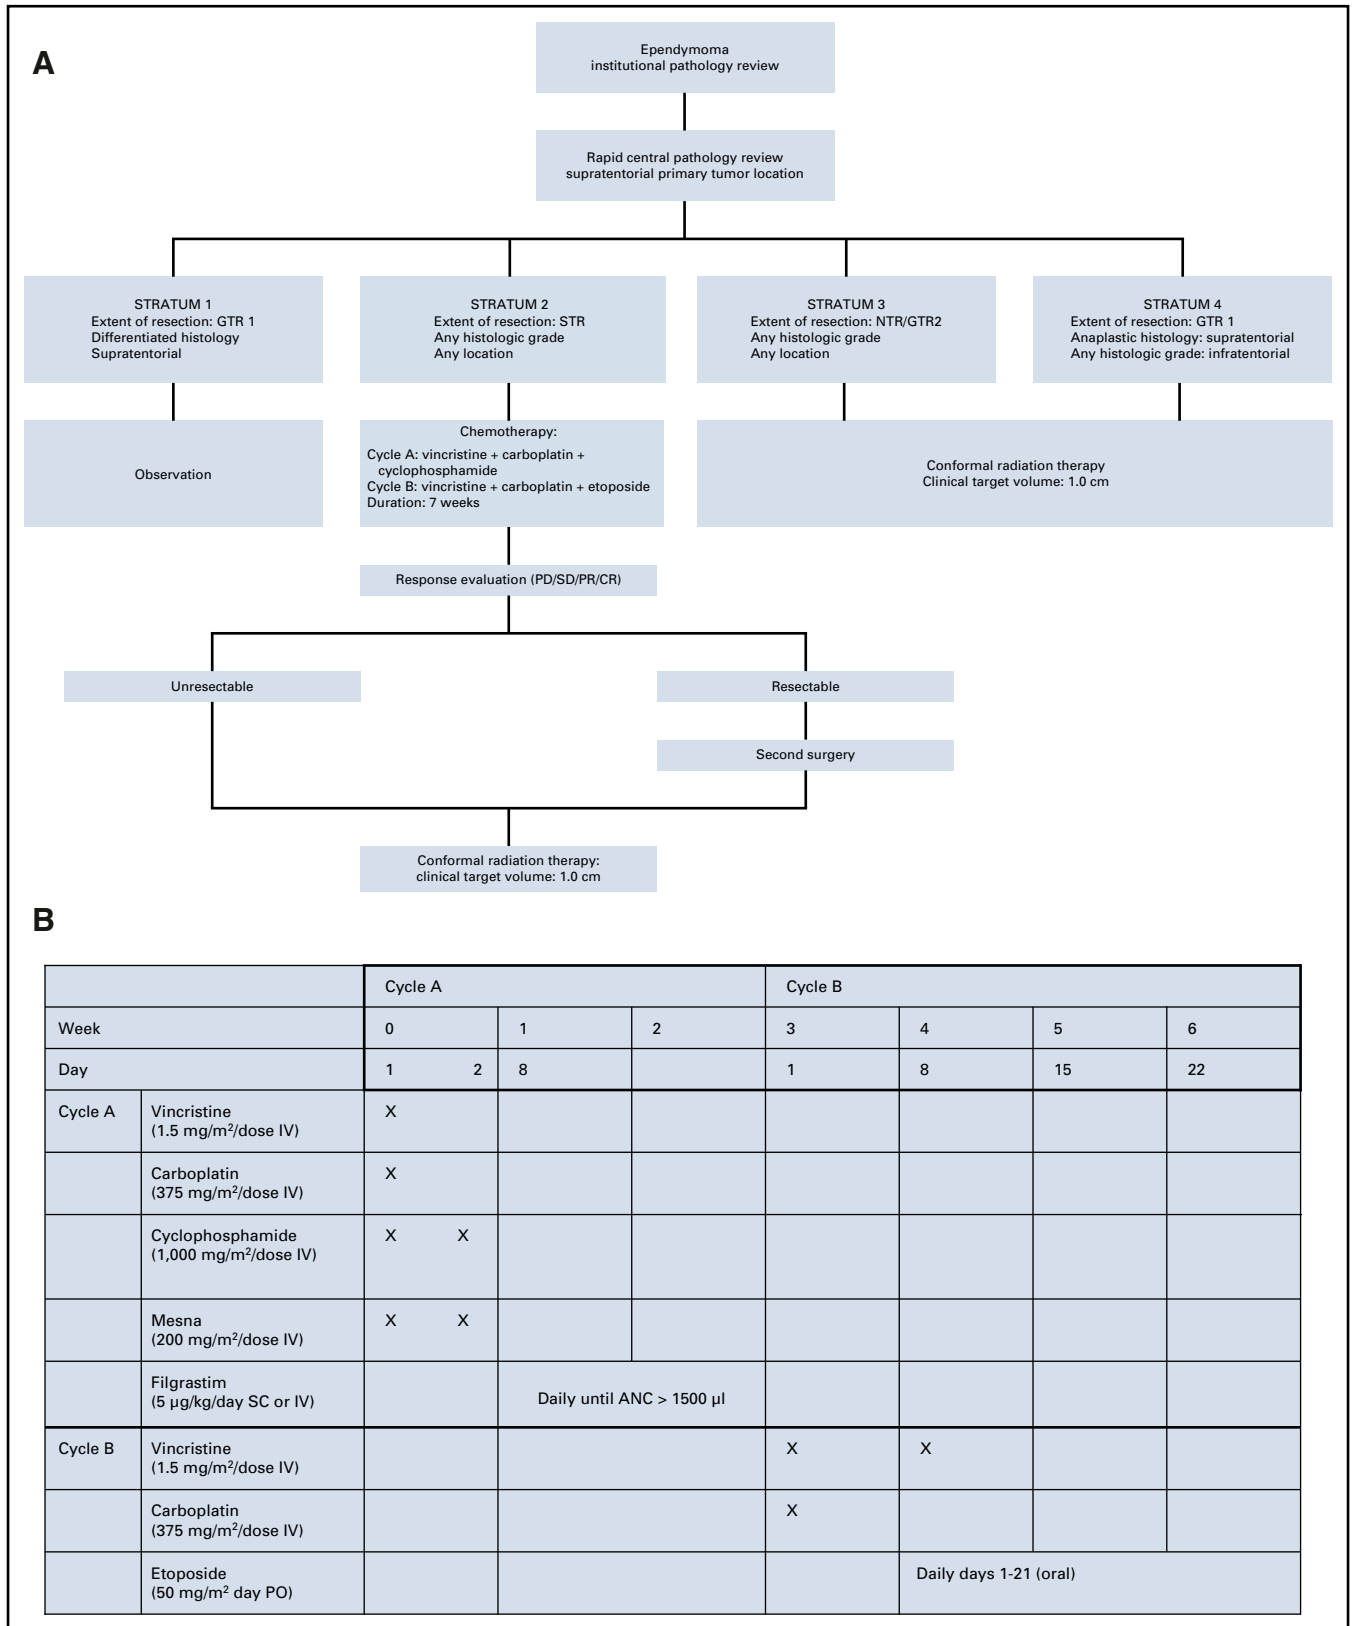 A
Ependymoma
institutional pathology review
Rapid central pathology review
supratentorial primary tumor location
STRATUM 1
Extent of resection: GTR 1
Differentiated histology
Supratentorial
STRATUM 2
Extent of resection: STR
Any histologic grade
Any location
STRATUM 3
Extent of resection: NTR/GTR2
Any histologic grade
Any location
STRATUM 4
Extent of resection: GTR 1
Anaplastic histology: supratentorial
Any histologic grade: infratentorial
Observation
Chemotherapy:
Cycle A: vincristine + carboplatin +
cyclophosphamide
Cycle B: vincristine + carboplatin + etoposide
Duration: 7 weeks
Conformal radiation therapy
Clinical target volume: 1.0 cm
Response evaluation (PD/SD/PR/CR)
Unresectable
Resectable
Second surgery
Conformal radiation therapy:
clinical target volume: 1.0 cm
B
Cycle A Cycle B
Week 0 1 2 3 4 5 6
Day 1 2 8 1 8 15 22
Cycle A Vincristine X
(1.5 mg/m²/dose IV)
Carboplatin X
(375 mg/m²/dose IV)
Cyclophosphamide X X
(1,000 mg/m²/dose IV)
Mesna X X
(200 mg/m²/dose IV)
Filgrastim
(5 µg/kg/day SC or IV) Daily until ANC > 1500 µl
Cycle B Vincristine X X
(1.5 mg/m²/dose IV)
Carboplatin X
(375 mg/m²/dose IV)
Etoposide Daily days 1-21 (oral)
(50 mg/m² day PO)